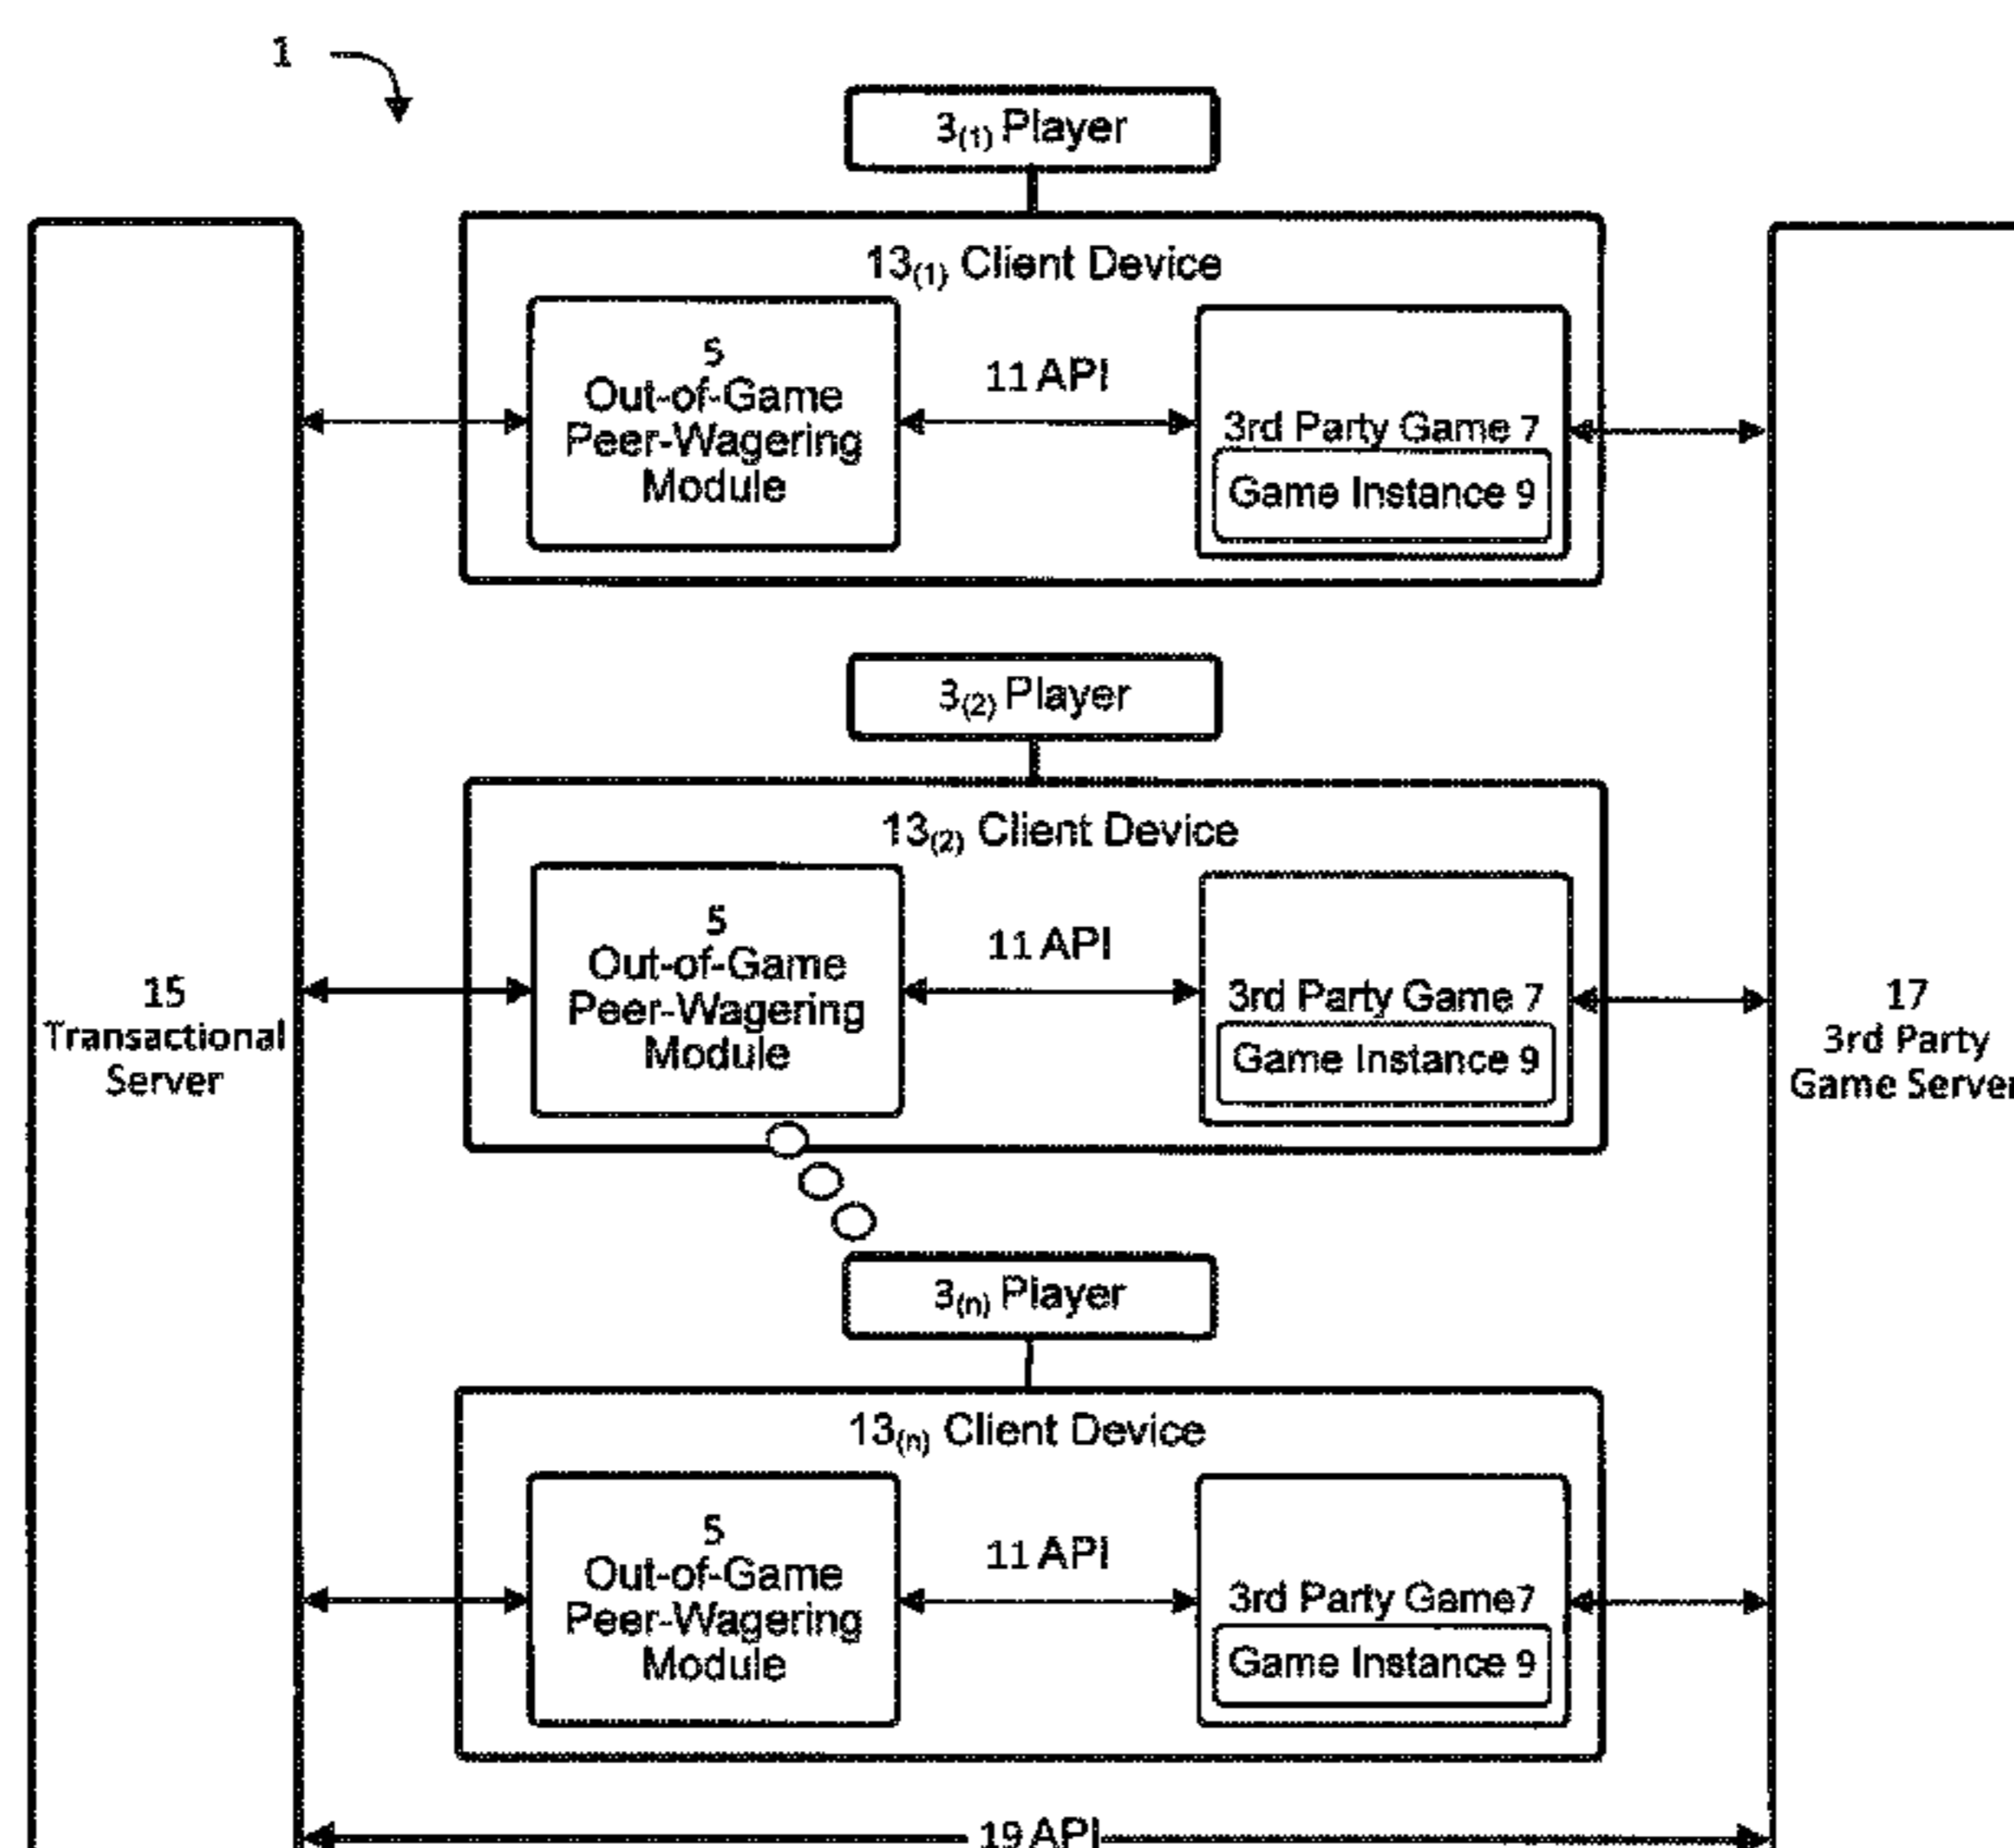 1
3(1) Player
13(1) Client Device
5
Out-of-Game
Peer-Wagering
Module
11 API
3rd Party Game 7
Game Instance 9
3(2) Player
13(2) Client Device
5
Out-of-Game
Peer-Wagering
Module
11 API
3rd Party Game 7
Game Instance 9
15
Transactional
Server
17
3rd Party
Game Server
3(n) Player
13(n) Client Device
5
Out-of-Game
Peer-Wagering
Module
11 API
3rd Party Game7
Game Instance 9
19 API